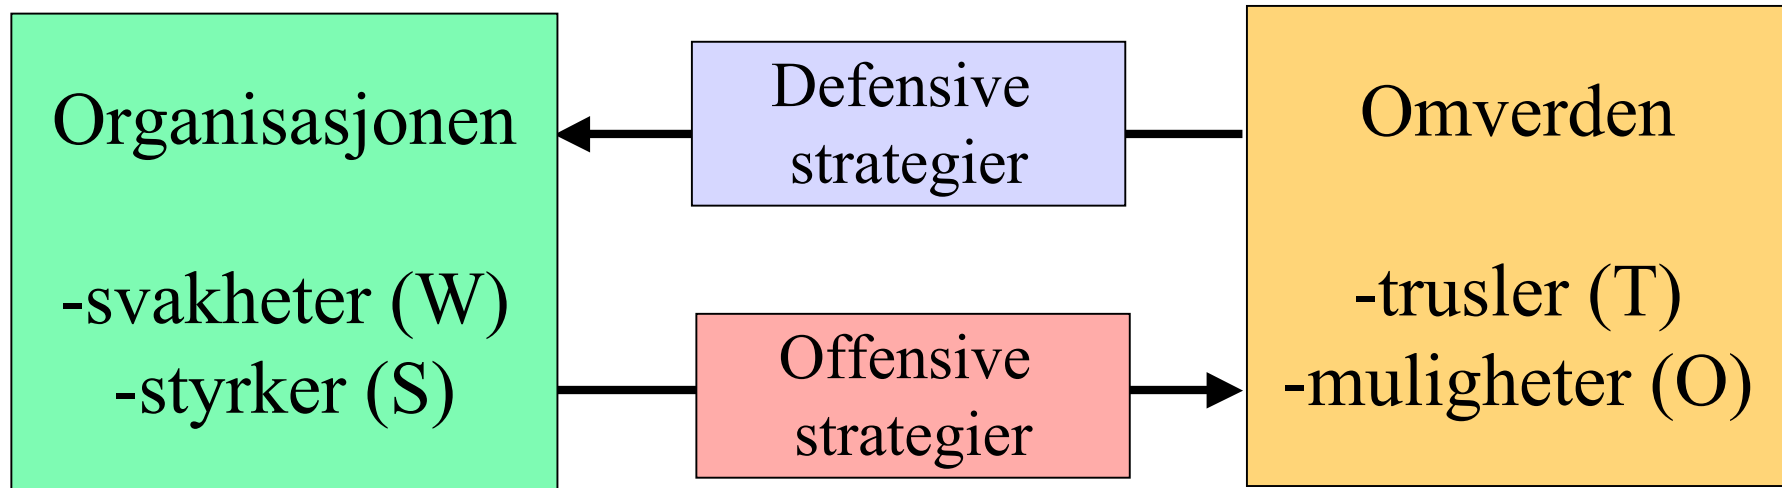 Organisasjonen
-svakheter (W)
-styrker (S)
Defensive
strategier
Offensive
strategier
Omverden
-trusler (T)
-muligheter (O)